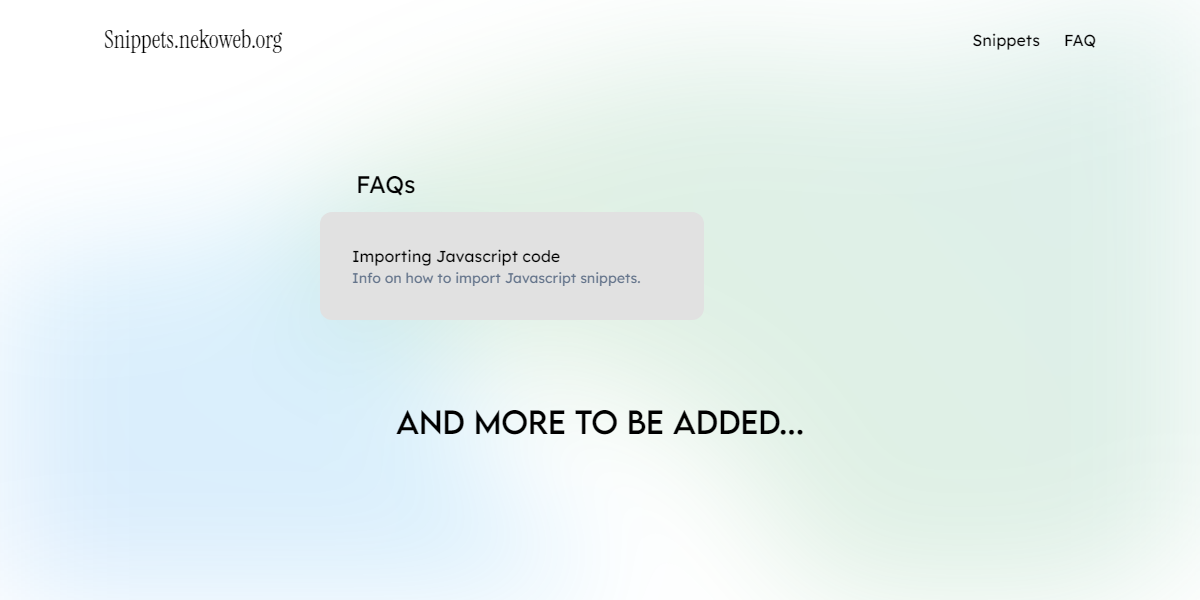 Snippets.nekoweb.org
Snippets FAQ
FAQs
Importing Javascript code
Info on how to import Javascript snippets.
AND MORE TO BE ADDED...